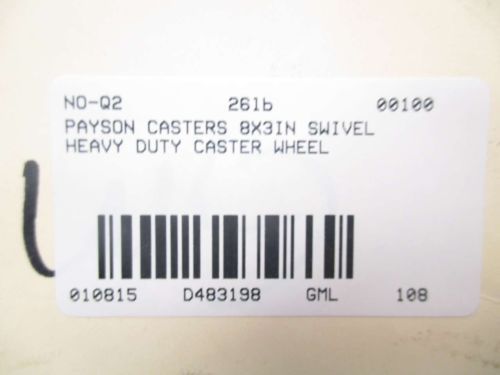 NO-Q2 26lb 00100
PAYSON CASTERS 8X3IN SWIVEL
HEAVY DUTY CASTER WHEEL
010815 D483198 GML 108